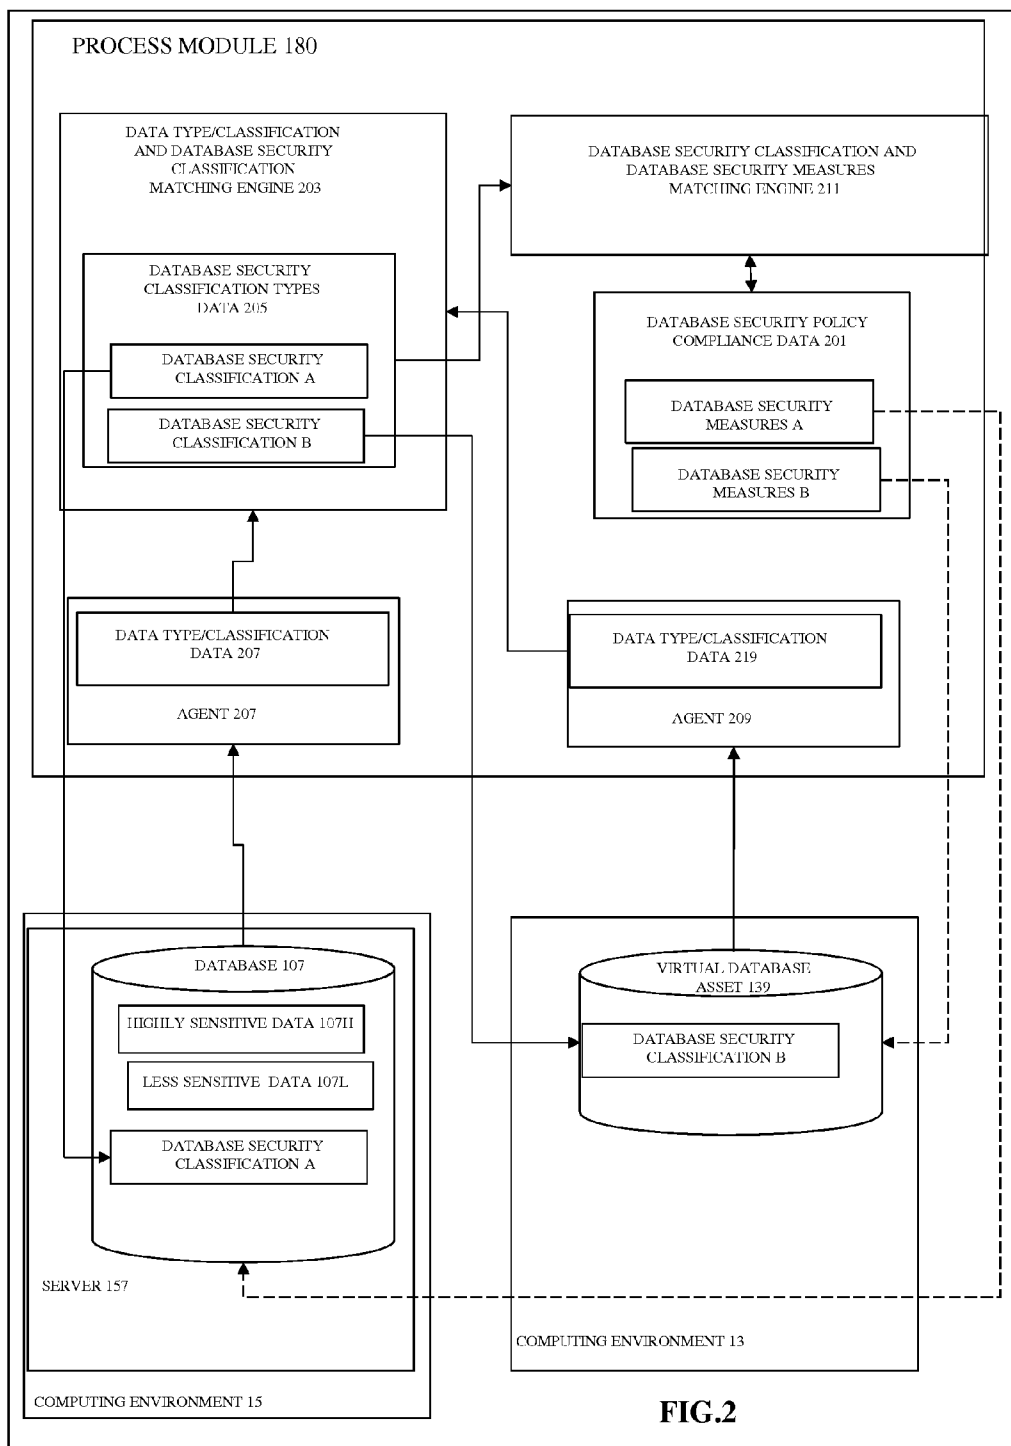 PROCESS MODULE 180
DATA TYPE/CLASSIFICATION
AND DATABASE SECURITY
CLASSIFICATION
MATCHING ENGINE 203
DATABASE SECURITY CLASSIFICATION AND
DATABASE SECURITY MEASURES
MATCHING ENGINE 211
DATABASE SECURITY
CLASSIFICATION TYPES
DATA 205
DATABASE SECURITY
CLASSIFICATION A
DATABASE SECURITY
CLASSIFICATION B
DATABASE SECURITY POLICY
COMPLIANCE DATA 201
DATABASE SECURITY
MEASURES A
DATABASE SECURITY
MEASURES B
DATA TYPE/CLASSIFICATION
DATA 207
AGENT 207
DATA TYPE/CLASSIFICATION
DATA 219
AGENT 209
DATABASE 107
HIGHLY SENSITIVE DATA 107H
LESS SENSITIVE DATA 107L
DATABASE SECURITY
CLASSIFICATION A
SERVER 157
COMPUTING ENVIRONMENT 15
VIRTUAL DATABASE
ASSET 139
DATABASE SECURITY
CLASSIFICATION B
COMPUTING ENVIRONMENT 13
FIG.2